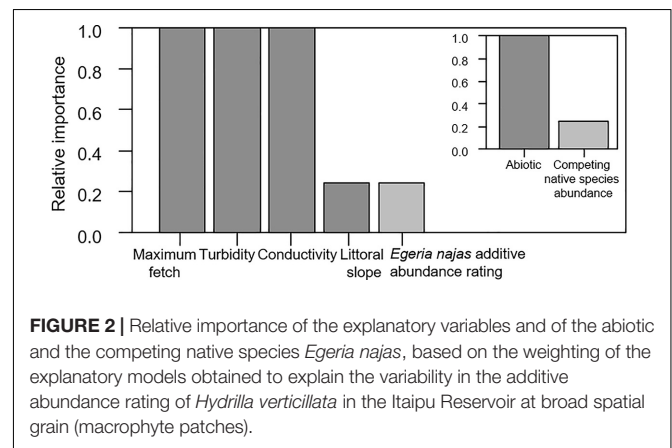 Relative importance
1.0
0.8
0.6
0.4
0.2
0.0
Maximum fetch
Turbidity
Conductivity
Littoral slope
Egeria najas additive abundance rating
1.0
0.8
0.6
0.4
0.2
0.0
Abiotic
Competing native species abundance
FIGURE 2 | Relative importance of the explanatory variables and of the abiotic
and the competing native species Egeria najas, based on the weighting of the
explanatory models obtained to explain the variability in the additive
abundance rating of Hydrilla verticillata in the Itaipu Reservoir at broad spatial
grain (macrophyte patches).